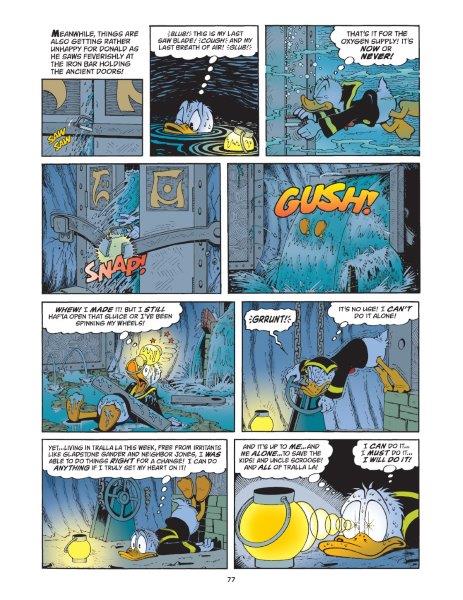 MEANWHILE, THINGS ARE
ALSO GETTING RATHER
UNHAPPY FOR DONALD AS
HE SAWS FEVERISHLY AT
THE IRON BAR HOLDING
THE ANCIENT DOORS!
SAW
SAW
⸮BLUB!⸮ THIS IS MY LAST
SAW BLADE! ⸮COUGH!⸮ AND MY
LAST BREATH OF AIR! ⸮GLUB!⸮
THAT'S IT FOR THE
OXYGEN SUPPLY! IT'S
NOW OR
NEVER!
SNAP!
GUSH!
WHEW! I MADE IT! BUT I STILL
HAFTA OPEN THAT SLUICE OR I'VE BEEN
SPINNING MY WHEELS!
⸮GRRUNT!⸮
IT'S NO USE! I CAN'T
DO IT ALONE!
YET... LIVING IN TRALLA LA THIS WEEK, FREE FROM IRRITANTS
LIKE GLADSTONE GANDER AND NEIGHBOR JONES, I WAS
ABLE TO DO THINGS RIGHT FOR A CHANGE! I CAN DO
ANYTHING IF I TRULY SET MY HEART ON IT!
AND IT'S UP TO ME... AND
ME ALONE... TO SAVE THE
KIDS! AND UNCLE SCROOGE!
AND ALL OF TRALLA LA!
I CAN DO IT...
I MUST DO IT...
I WILL DO IT!
77